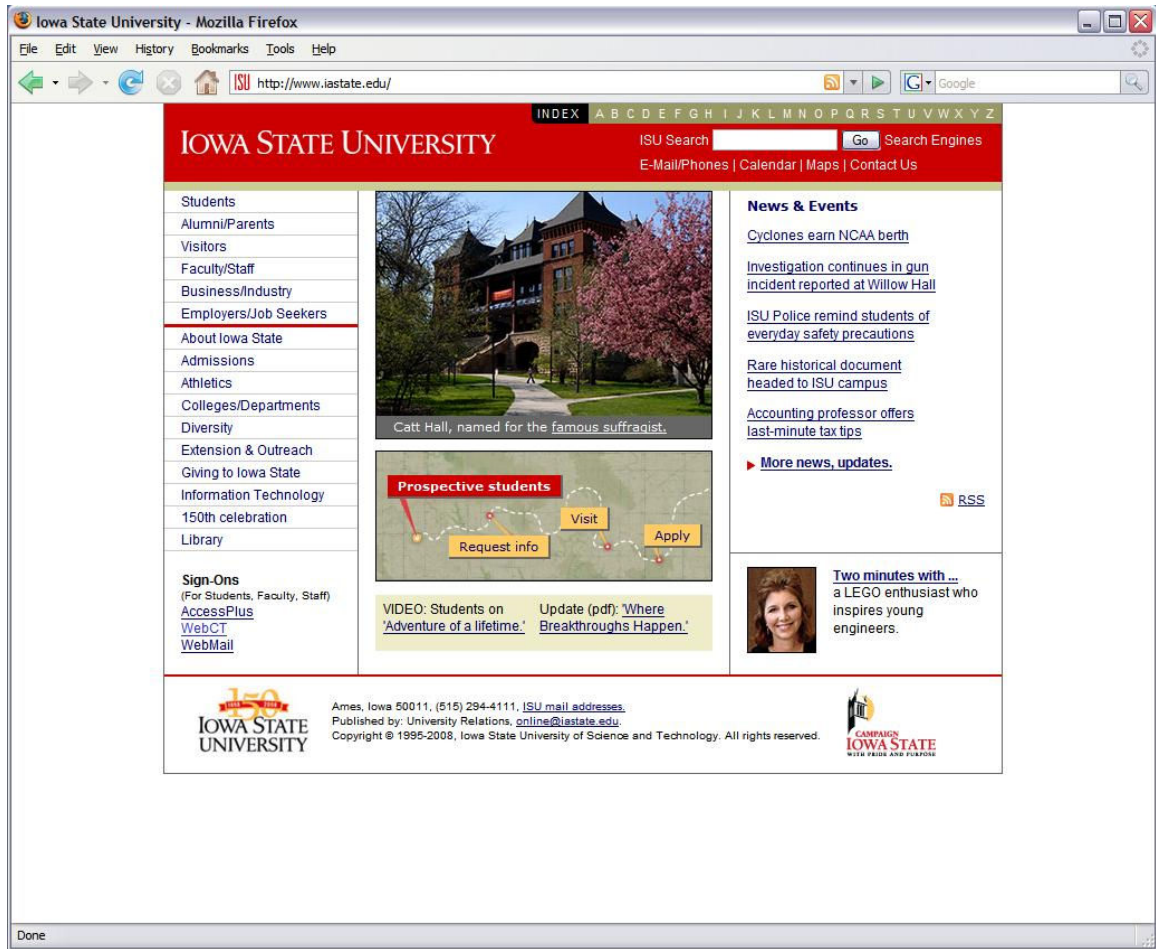 Iowa State University - Mozilla Firefox
File Edit View History Bookmarks Tools Help
ISU http://www.iastate.edu/ G Google
INDEX A B C D E F G H I J K L M N O P Q R S T U V W X Y Z
IOWA STATE UNIVERSITY
ISU Search Go Search Engines
E-Mail/Phones | Calendar | Maps | Contact Us
Students
Alumni/Parents
Visitors
Faculty/Staff
Business/Industry
Employers/Job Seekers
About Iowa State
Admissions
Athletics
Colleges/Departments
Diversity
Extension & Outreach
Giving to Iowa State
Information Technology
150th celebration
Library
Sign-Ons
(For Students, Faculty, Staff)
AccessPlus
WebCT
WebMail
Catt Hall, named for the famous suffragist.
Prospective students
Request info
Visit
Apply
VIDEO: Students on
'Adventure of a lifetime.'
Update (pdf): 'Where
Breakthroughs Happen.'
News & Events
Cyclones earn NCAA berth
Investigation continues in gun
incident reported at Willow Hall
ISU Police remind students of
everyday safety precautions
Rare historical document
headed to ISU campus
Accounting professor offers
last-minute tax tips
More news, updates.
RSS
Two minutes with ...
a LEGO enthusiast who
inspires young
engineers.
150
1858 2008
IOWA STATE
UNIVERSITY
Ames, Iowa 50011, (515) 294-4111, ISU mail addresses.
Published by: University Relations, online@iastate.edu.
Copyright © 1995-2008, Iowa State University of Science and Technology. All rights reserved.
CAMPAIGN
IOWA STATE
WITH PRIDE AND PURPOSE
Done